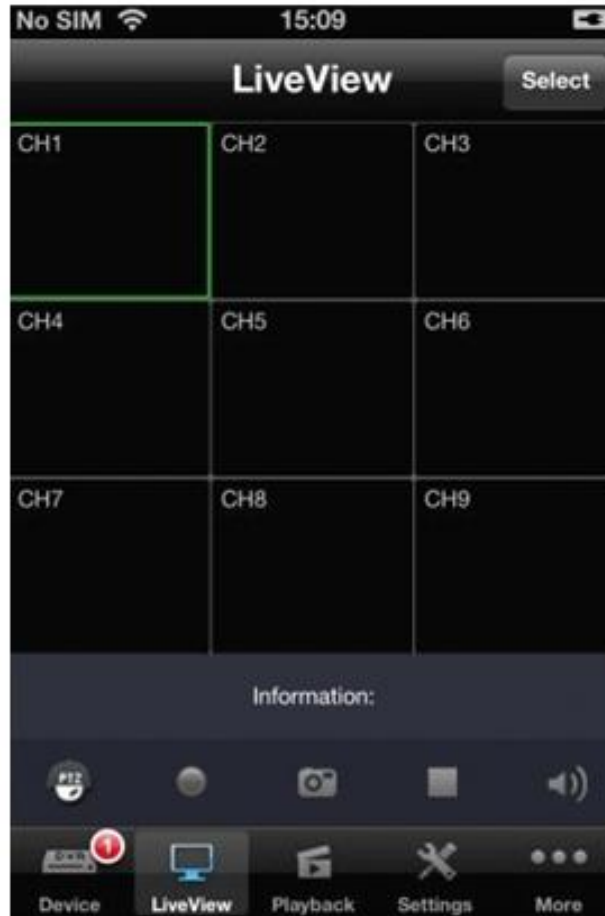 No SIM 15:09
LiveView Select
CH1 CH2 CH3
CH4 CH5 CH6
CH7 CH8 CH9
Information:
PTZ
1
Device LiveView Playback Settings More